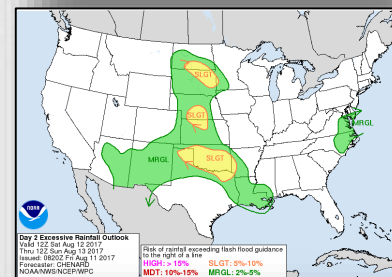 SLGT
SLGT
MRGL
MRGL
SLGT
NOAA
Day 2 Excessive Rainfall Outlook
Valid 12Z Sat Aug 12 2017
Thru 12Z Sun Aug 13 2017
Issued: 0820Z Fri Aug 11 2017
Forecaster: CHENARD
NOAA/NWS/NCEP/WPC
Risk of rainfall exceeding flash flood guidance
to the right of a line
HIGH: > 15% SLGT: 5%-10%
MDT: 10%-15% MRGL: 2%-5%